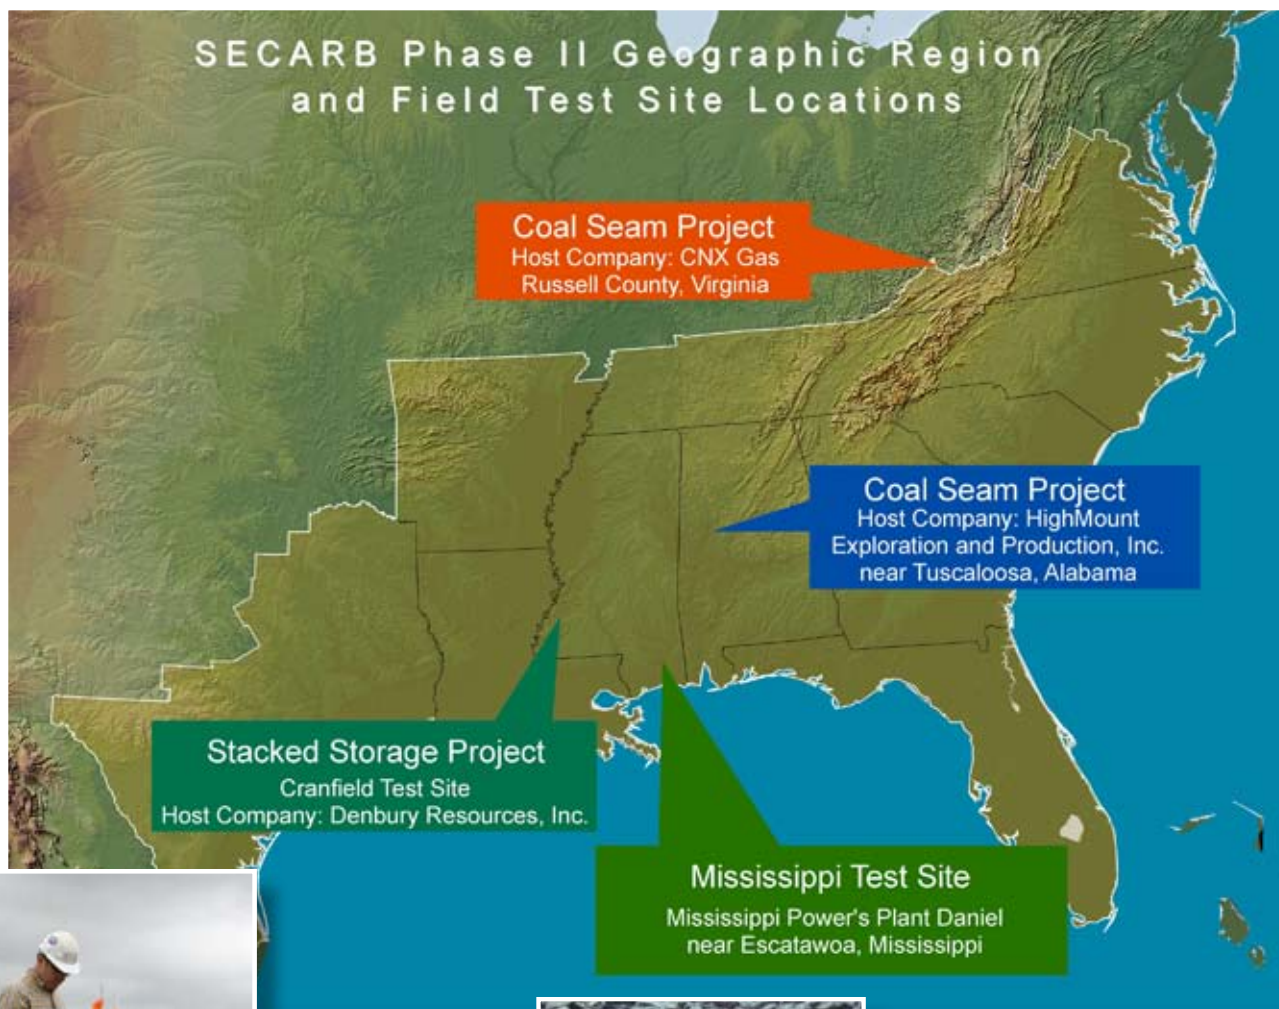 SECARB Phase II Geographic Region
and Field Test Site Locations
Coal Seam Project
Host Company: CNX Gas
Russell County, Virginia
Coal Seam Project
Host Company: HighMount
Exploration and Production, Inc.
near Tuscaloosa, Alabama
Stacked Storage Project
Cranfield Test Site
Host Company: Denbury Resources, Inc.
Mississippi Test Site
Mississippi Power's Plant Daniel
near Escatawoa, Mississippi